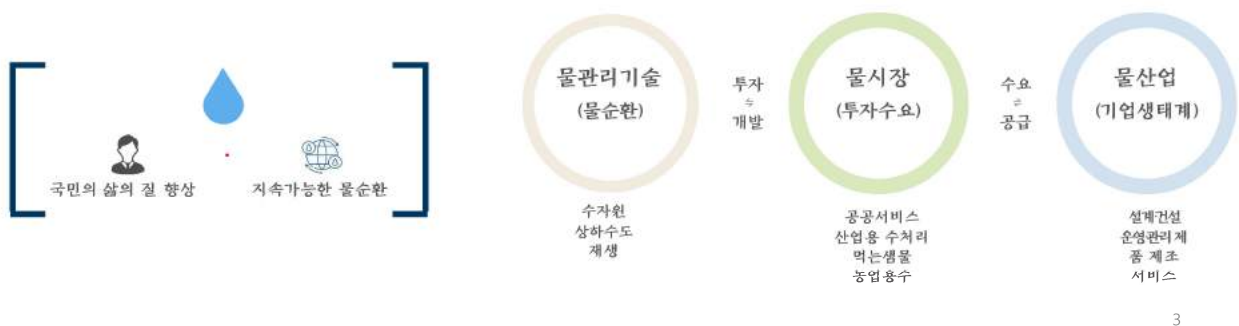 국민의 삶의 질 향상
지속가능한 물순환
물관리기술
(물순환)
수자원
상하수도
재생
투자
⇋
개발
물시장
(투자수요)
공공서비스
산업용 수처리
먹는샘물
농업용수
수요
⇌
공급
물산업
(기업생태계)
설계건설
운영관리제
품 제조
서비스
3